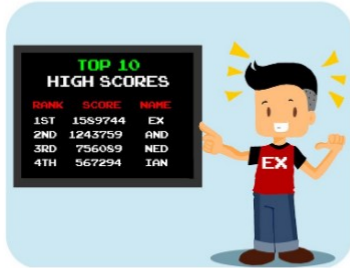 TOP 10
HIGH SCORES
RANK SCORE NAME
1ST 1589744 EX
2ND 1243759 AND
3RD 756089 NED
4TH 567294 IAN
EX